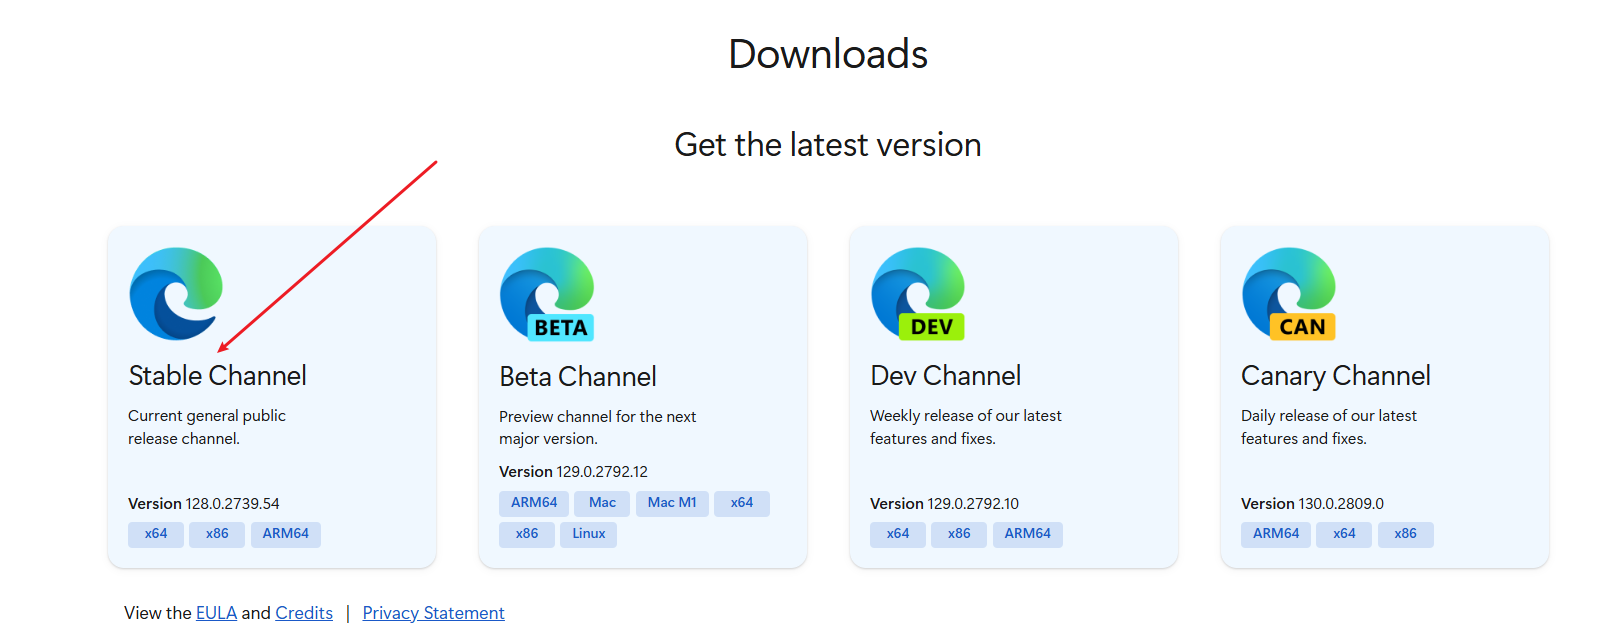 Downloads
Get the latest version
Stable Channel
Current general public
release channel.
Version 128.0.2739.54
x64 x86 ARM64
BETA
Beta Channel
Preview channel for the next
major version.
Version 129.0.2792.12
ARM64 Mac Mac M1 x64
x86 Linux
DEV
Dev Channel
Weekly release of our latest
features and fixes.
Version 129.0.2792.10
x64 x86 ARM64
CAN
Canary Channel
Daily release of our latest
features and fixes.
Version 130.0.2809.0
ARM64 x64 x86
View the EULA and Credits | Privacy Statement